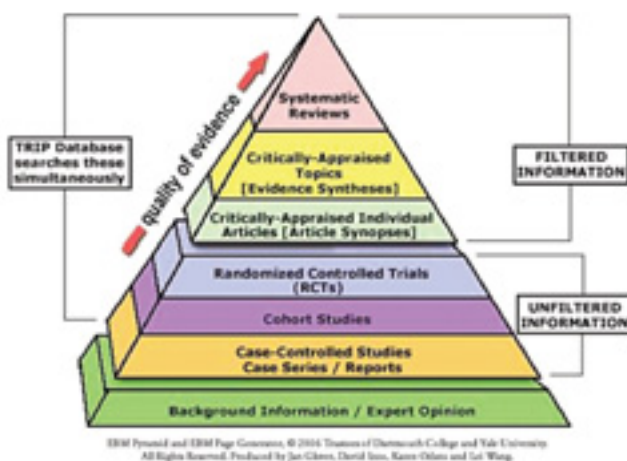 Systematic
Reviews
quality of evidence
TRIP Database
searches these
simultaneously
Critically-Appraised
Topics
[Evidence Syntheses]
FILTERED
INFORMATION
Critically-Appraised Individual
Articles [Article Synopses]
Randomized Controlled Trials
(RCTs)
UNFILTERED
INFORMATION
Cohort Studies
Case-Controlled Studies
Case Series / Reports
Background Information / Expert Opinion
EBM Pyramid and EBM Page Generator, © 2006 Trustees of Dartmouth College and Yale University.
All Rights Reserved. Produced by Jan Glover, David Izzo, Karen Odato and Lei Wang.